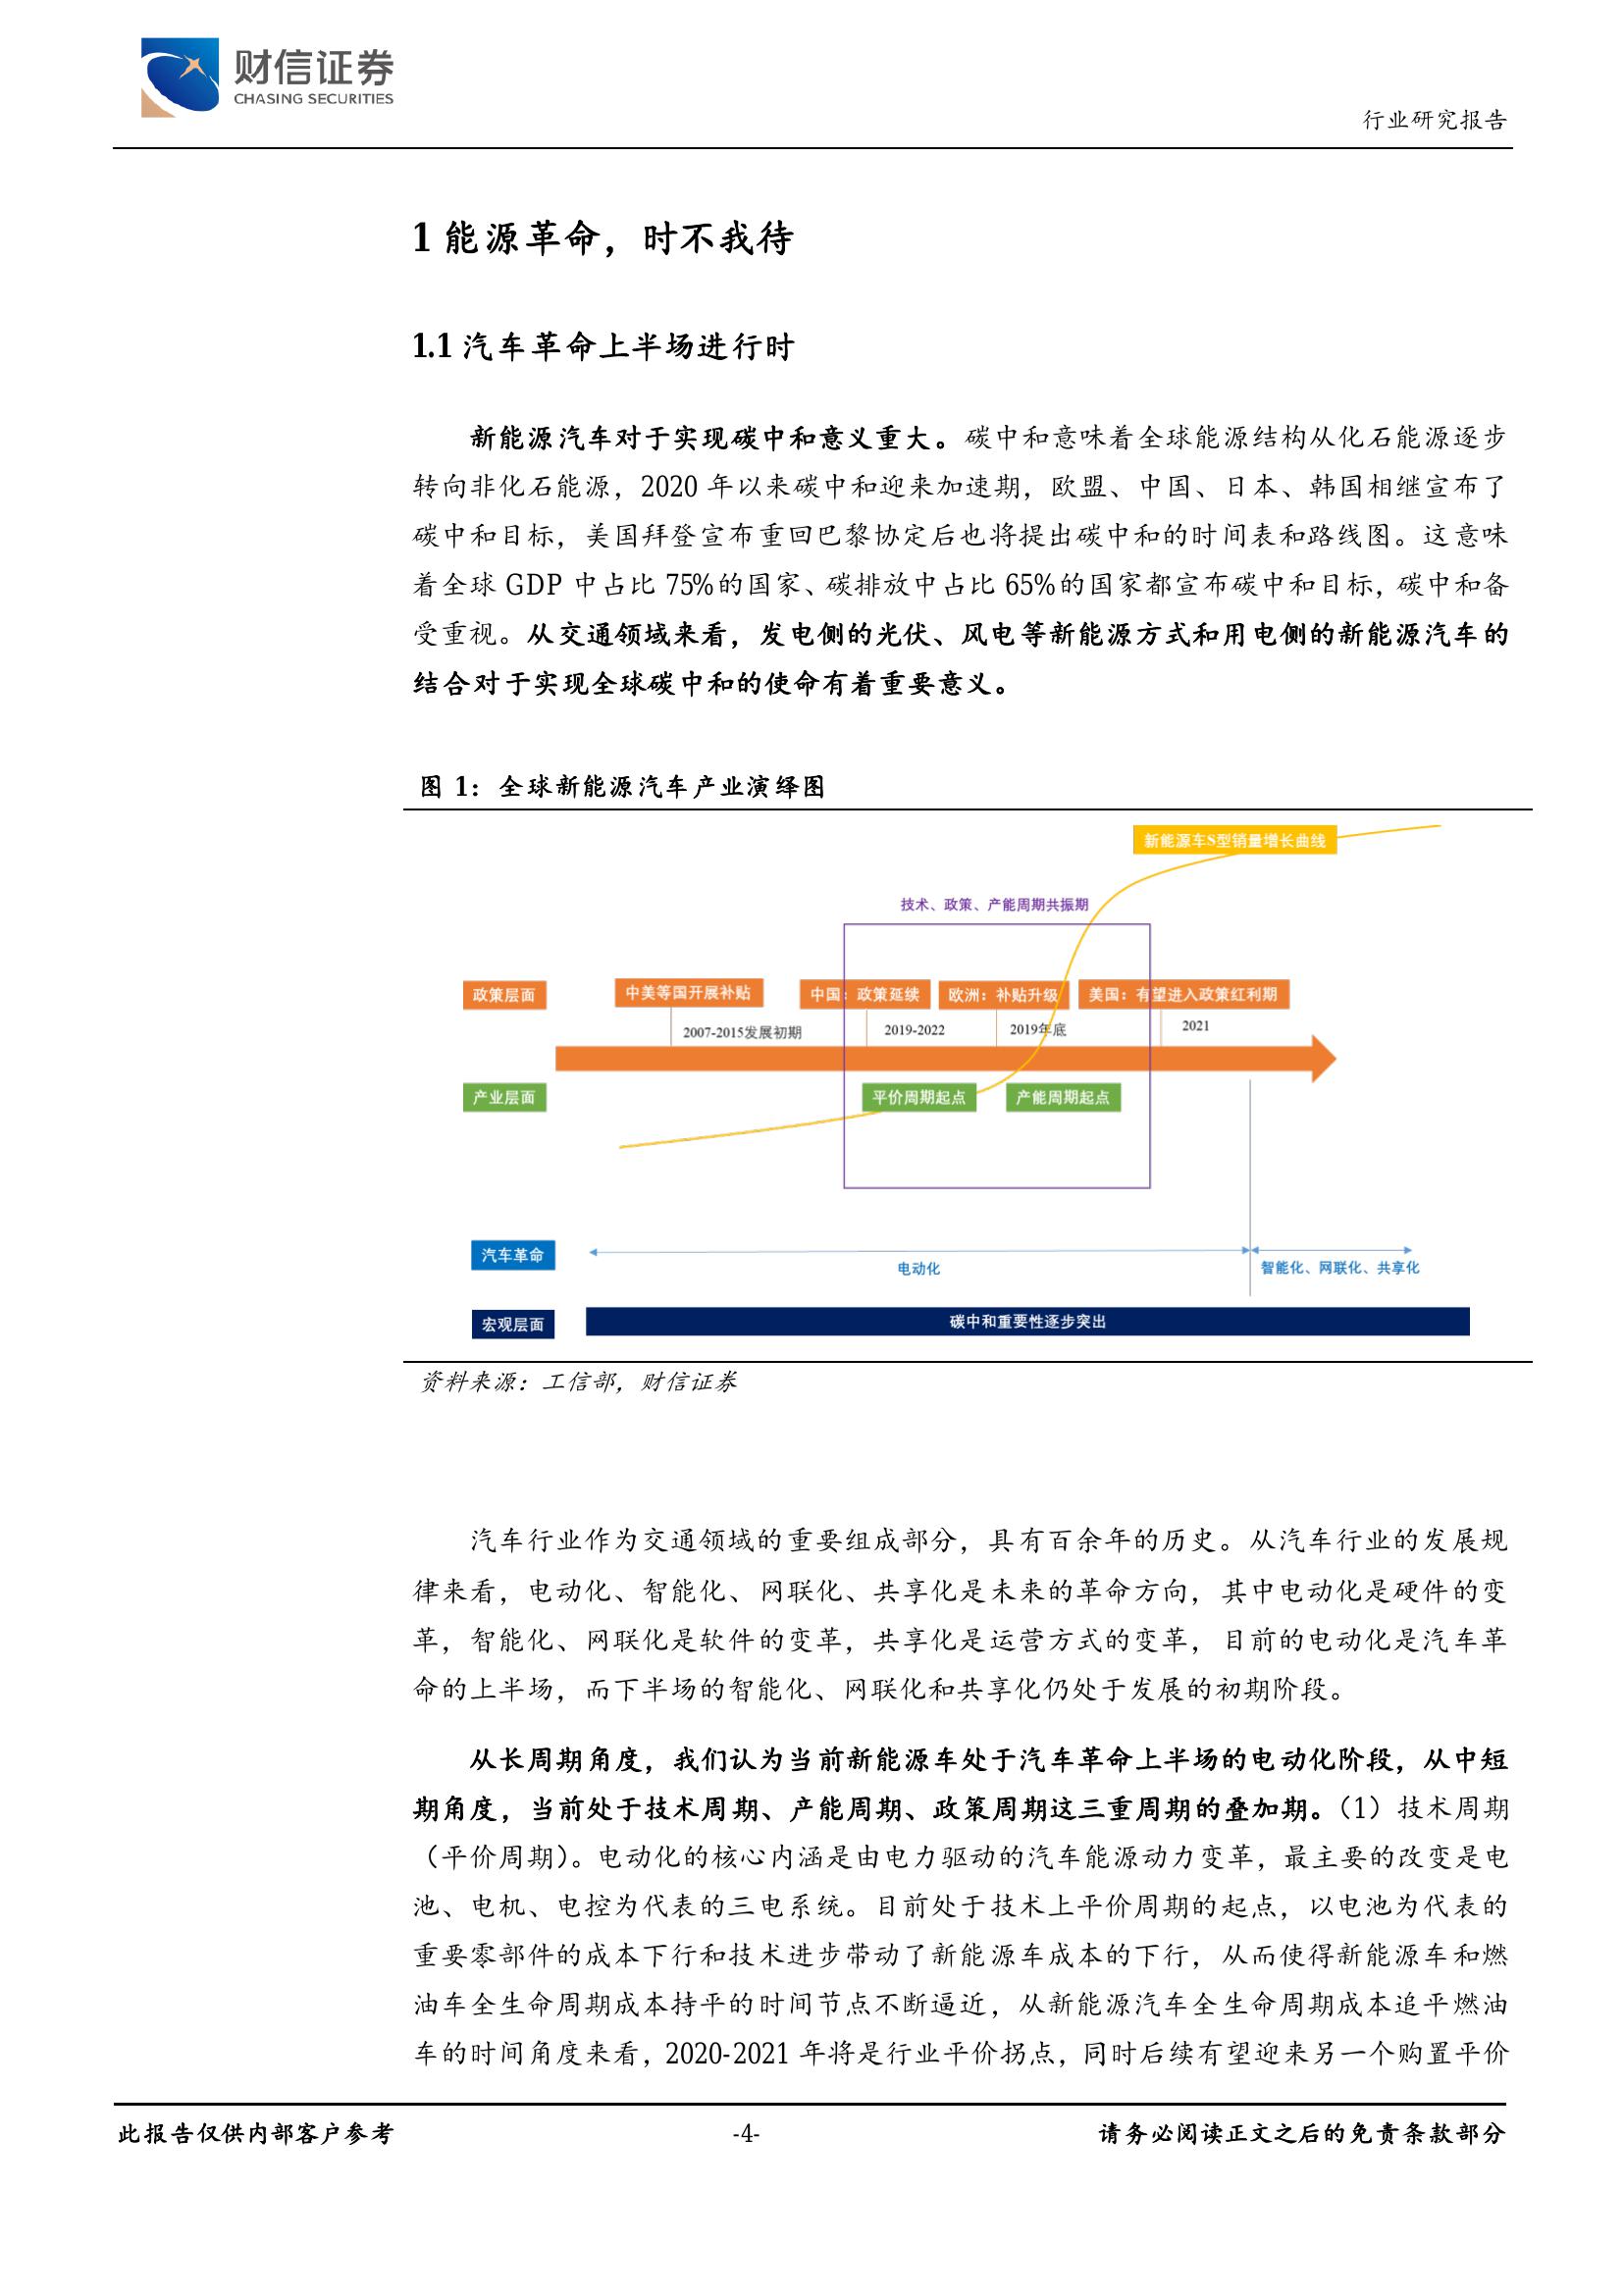 财信证券
CHASING SECURITIES
行业研究报告
1 能源革命，时不我待
1.1 汽车革命上半场进行时
新能源汽车对于实现碳中和意义重大。碳中和意味着全球能源结构从化石能源逐步
转向非化石能源，2020 年以来碳中和迎来加速期，欧盟、中国、日本、韩国相继宣布了
碳中和目标，美国拜登宣布重回巴黎协定后也将提出碳中和的时间表和路线图。这意味
着全球 GDP 中占比 75%的国家、碳排放中占比 65%的国家都宣布碳中和目标，碳中和备
受重视。从交通领域来看，发电侧的光伏、风电等新能源方式和用电侧的新能源汽车的
结合对于实现全球碳中和的使命有着重要意义。
图 1：全球新能源汽车产业演绎图
新能源车S型销量增长曲线
技术、政策、产能周期共振期
政策层面
中美等国开展补贴
中国：政策延续
欧洲：补贴升级
美国：有望进入政策红利期
2007-2015发展初期
2019-2022
2019年底
2021
产业层面
平价周期起点
产能周期起点
汽车革命
电动化
智能化、网联化、共享化
宏观层面
碳中和重要性逐步突出
资料来源：工信部，财信证券
汽车行业作为交通领域的重要组成部分，具有百余年的历史。从汽车行业的发展规
律来看，电动化、智能化、网联化、共享化是未来的革命方向，其中电动化是硬件的变
革，智能化、网联化是软件的变革，共享化是运营方式的变革，目前的电动化是汽车革
命的上半场，而下半场的智能化、网联化和共享化仍处于发展的初期阶段。
从长周期角度，我们认为当前新能源车处于汽车革命上半场的电动化阶段，从中短
期角度，当前处于技术周期、产能周期、政策周期这三重周期的叠加期。（1）技术周期
（平价周期）。电动化的核心内涵是由电力驱动的汽车能源动力变革，最主要的改变是电
池、电机、电控为代表的三电系统。目前处于技术上平价周期的起点，以电池为代表的
重要零部件的成本下行和技术进步带动了新能源车成本的下行，从而使得新能源车和燃
油车全生命周期成本持平的时间节点不断逼近，从新能源汽车全生命周期成本追平燃油
车的时间角度来看，2020-2021 年将是行业平价拐点，同时后续有望迎来另一个购置平价
此报告仅供内部客户参考
-4-
请务必阅读正文之后的免责条款部分